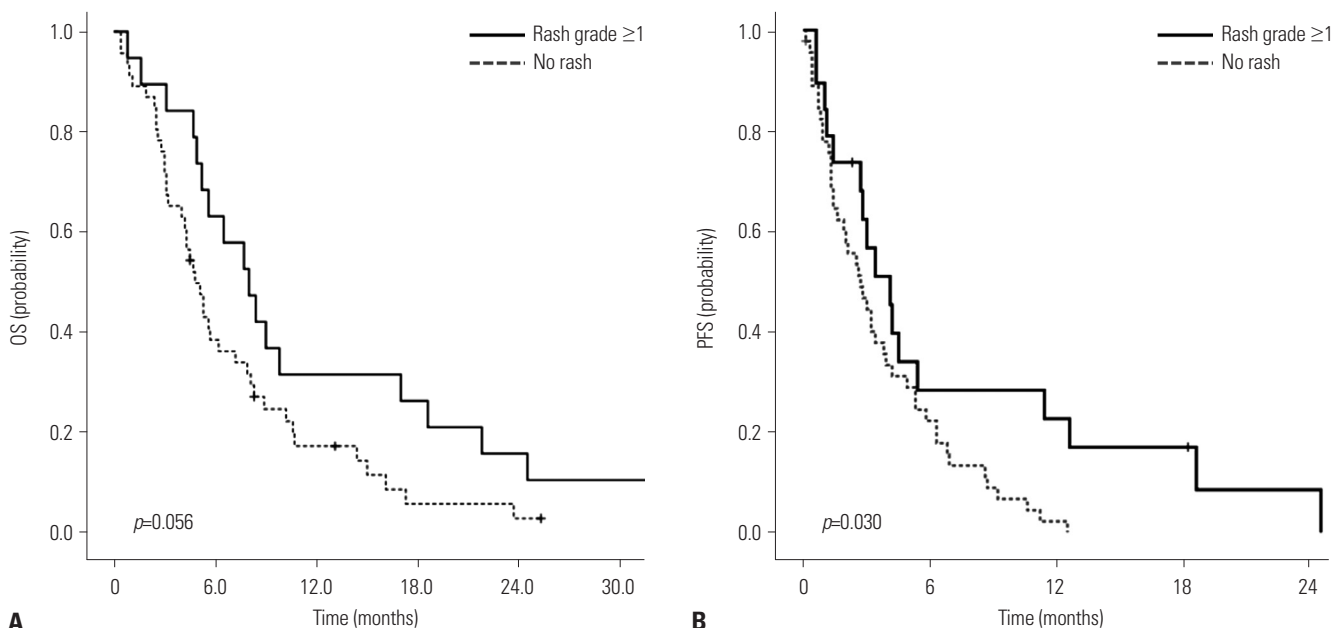 Rash grade ≥1
No rash
1.0
0.8
0.6
0.4
0.2
0.0
OS (probability)
p=0.056
0 6.0 12.0 18.0 24.0 30.0
Time (months)
A
Rash grade ≥1
No rash
1.0
0.8
0.6
0.4
0.2
0.0
PFS (probability)
p=0.030
0 6 12 18 24
Time (months)
B